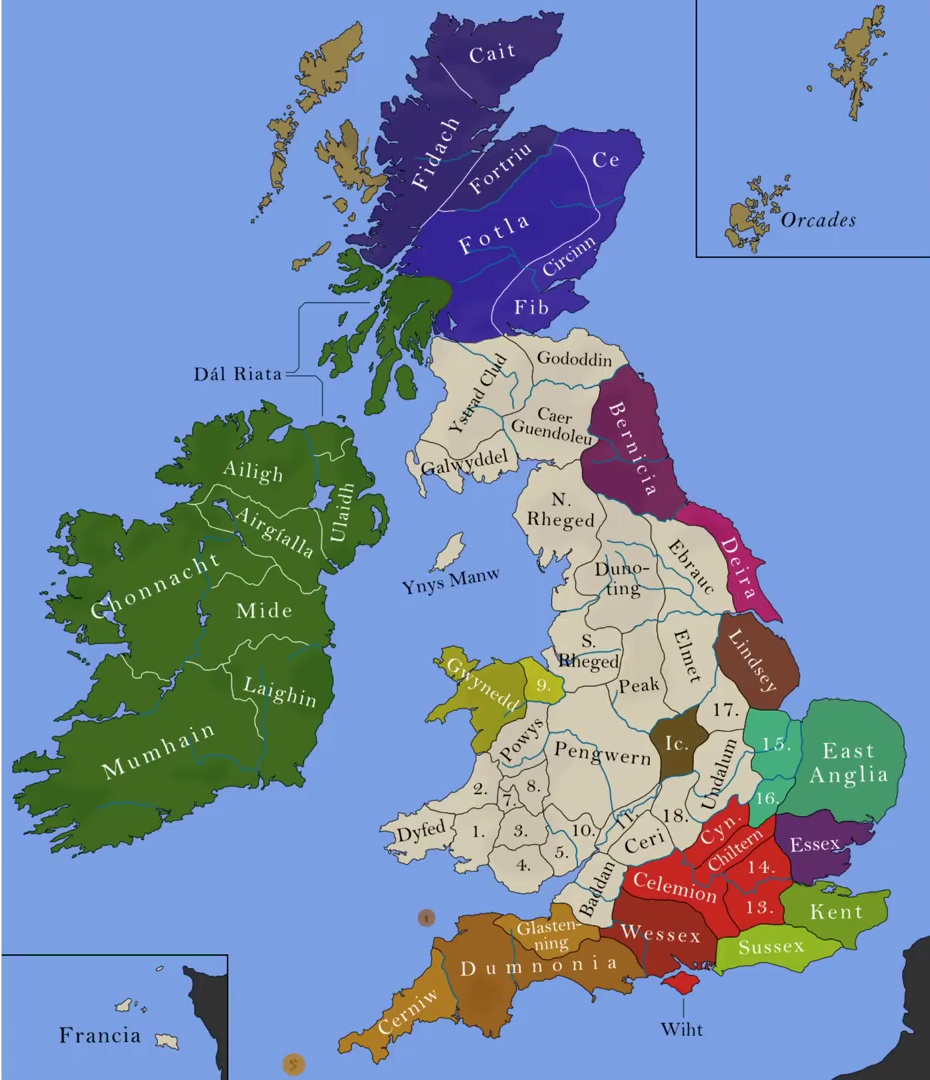 Cait
Fidach
Fortriu
Ce
Fotla
Circinn
Fib
Orcades
Dál Riata
Ystrad Clud
Gododdin
Caer
Guendoleu
Galwyddel
Bernicia
N.
Rheged
Ailigh
Airgíalla
Ulaidh
Chonnacht
Mide
Laighin
Mumhain
Ynys Manw
Duno-
ting
Ebrauc
Deira
S.
Rheged
Elmet
Lindsey
Peak
Gwynedd
9.
17.
Powys
Pengwern
Ic.
15.
East
Anglia
Undalum
16.
2.
7.
8.
Dyfed
1.
3.
10.
11.
18.
4.
5.
Ceri
Cyn.
Chiltern
Essex
14.
Baddan
Celemion
13.
Kent
Glasten-
ning
Wessex
Sussex
Dumnonia
Cerniw
Wiht
Francia